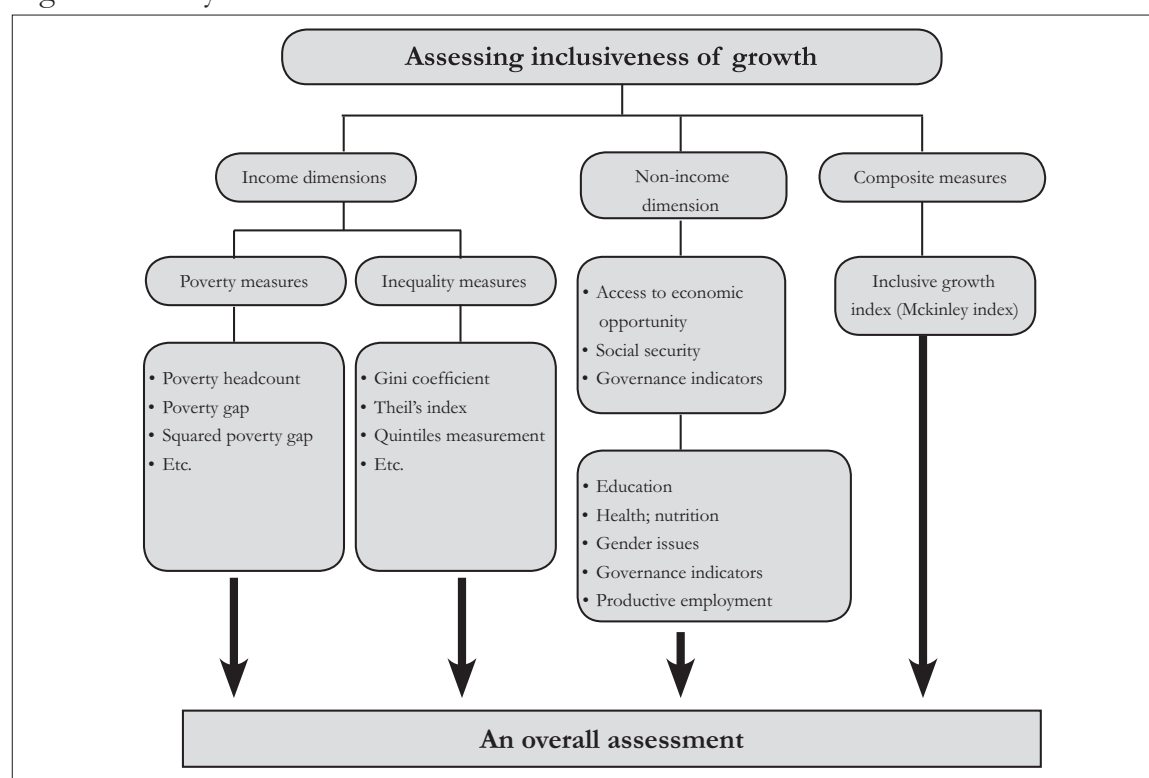 Assessing inclusiveness of growth
Income dimensions
Non-income
dimension
Composite measures
Poverty measures
Inequality measures
• Access to economic
opportunity
• Social security
• Governance indicators
Inclusive growth
index (Mckinley index)
• Poverty headcount
• Poverty gap
• Squared poverty gap
• Etc.
• Gini coefficient
• Theil's index
• Quintiles measurement
• Etc.
• Education
• Health; nutrition
• Gender issues
• Governance indicators
• Productive employment
An overall assessment